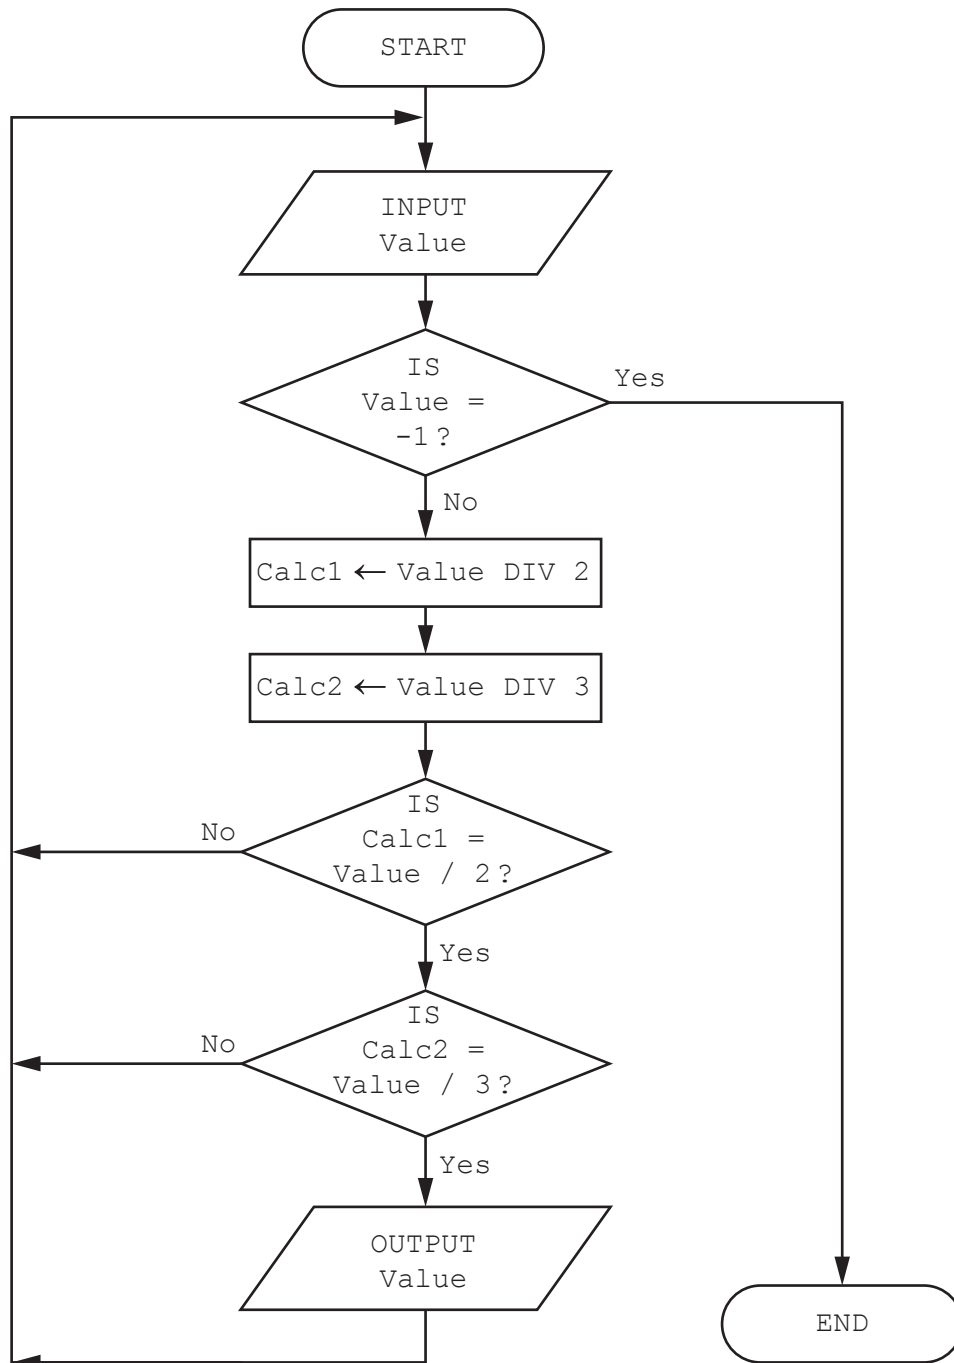 START
INPUT
Value
IS
Value =
-1?
Yes
No
Calc1 ← Value DIV 2
Calc2 ← Value DIV 3
IS
Calc1 =
Value / 2?
No
Yes
IS
Calc2 =
Value / 3?
No
Yes
OUTPUT
Value
END